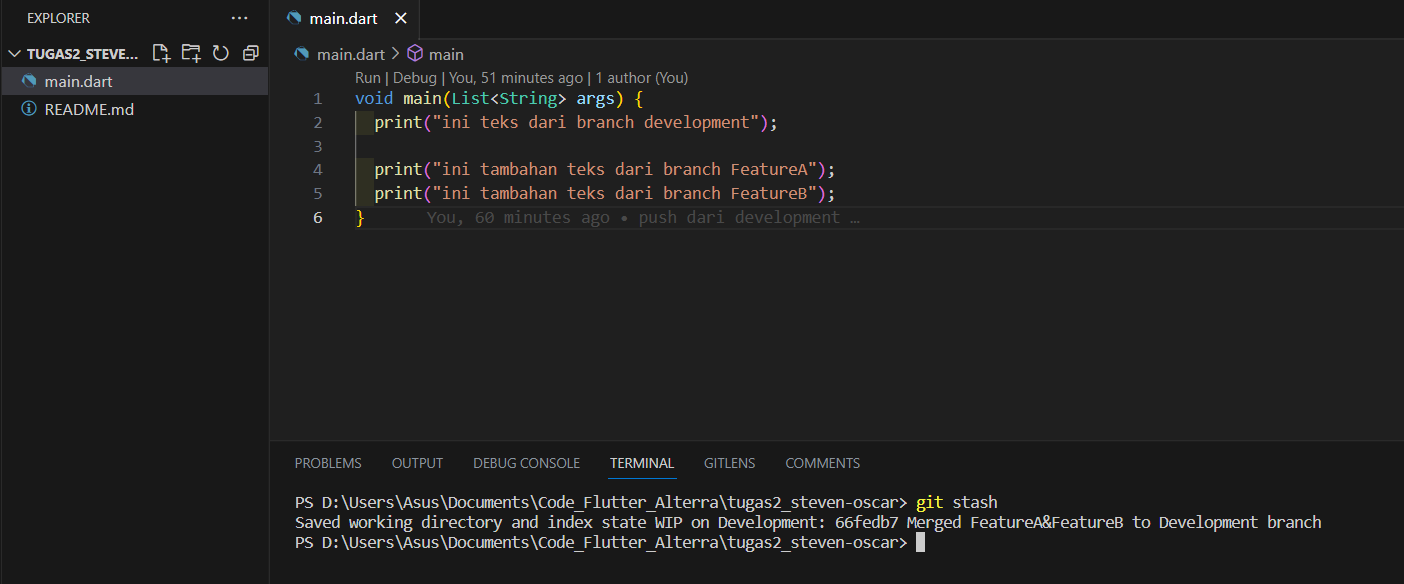 EXPLORER
TUGAS2_STEVE...
main.dart
README.md
main.dart
main.dart > main
Run | Debug | You, 51 minutes ago | 1 author (You)
1 void main(List<String> args) {
2 print("ini teks dari branch development");
3
4 print("ini tambahan teks dari branch FeatureA");
5 print("ini tambahan teks dari branch FeatureB");
6 } You, 60 minutes ago • push dari development …
PROBLEMS OUTPUT DEBUG CONSOLE TERMINAL GITLENS COMMENTS
PS D:\Users\Asus\Documents\Code_Flutter_Alterra\tugas2_steven-oscar> git stash
Saved working directory and index state WIP on Development: 66fedb7 Merged FeatureA&FeatureB to Development branch
PS D:\Users\Asus\Documents\Code_Flutter_Alterra\tugas2_steven-oscar>